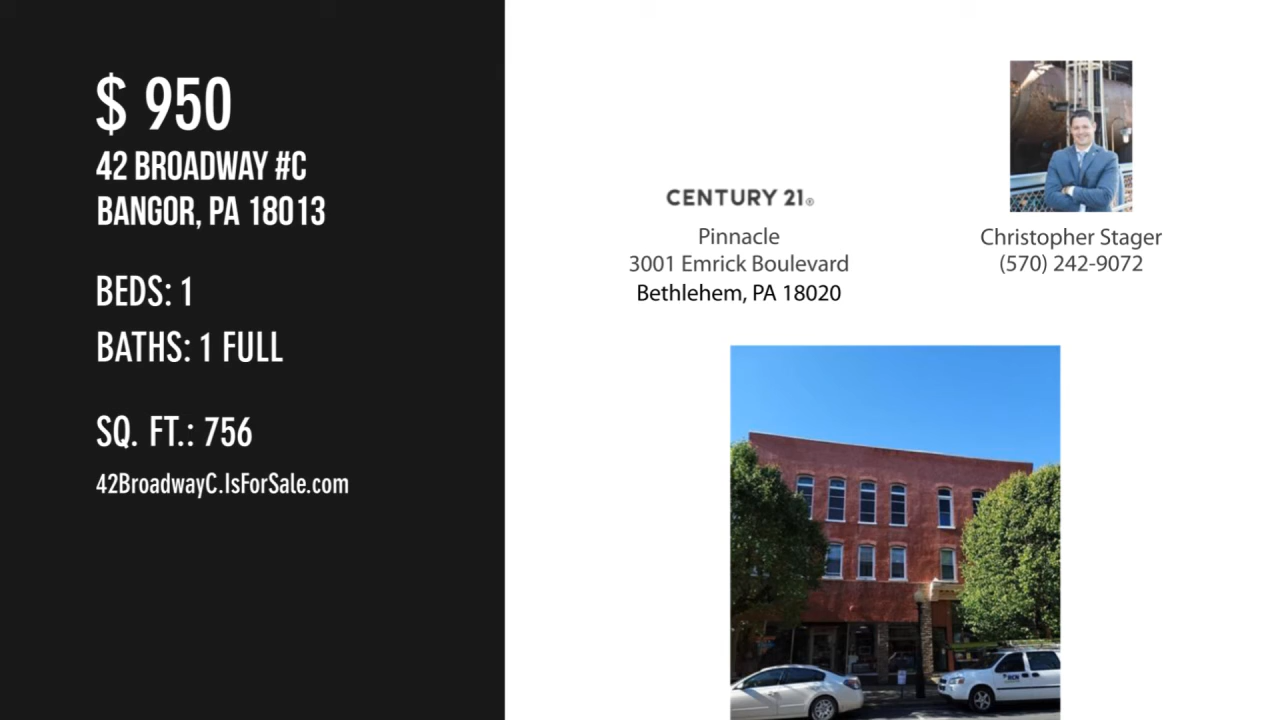 $ 950
42 BROADWAY #C
BANGOR, PA 18013
BEDS: 1
BATHS: 1 FULL
SQ. FT.: 756
42BroadwayC.IsForSale.com
CENTURY 21®
Pinnacle
3001 Emrick Boulevard
Bethlehem, PA 18020
Christopher Stager
(570) 242-9072